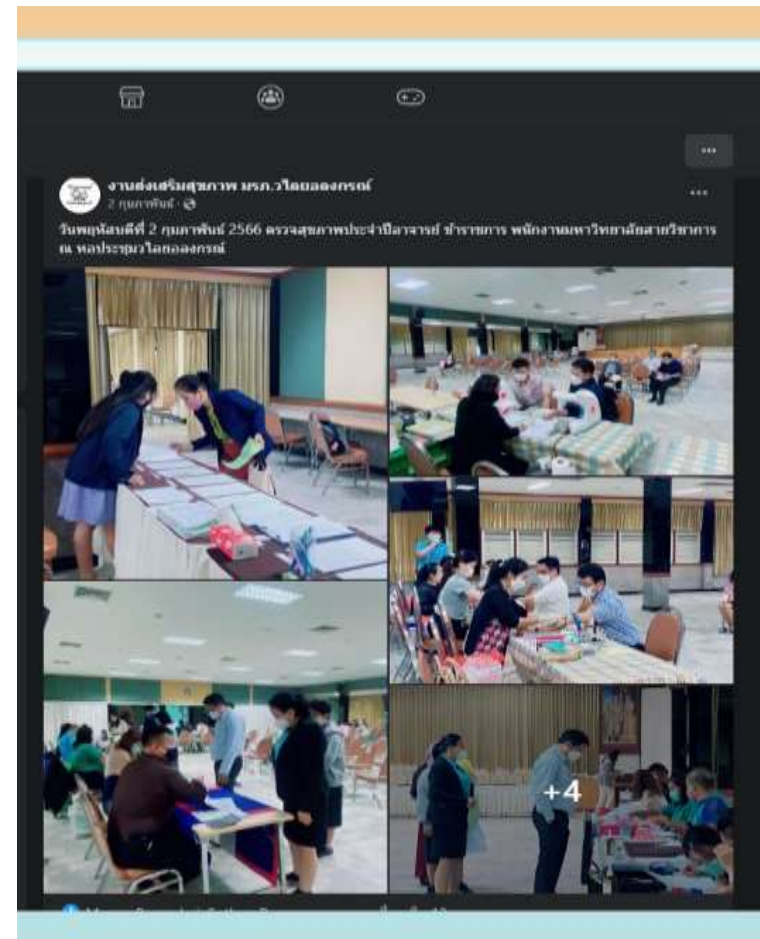 งานส่งเสริมสุขภาพ มรภ.วไลยอลงกรณ์
2 กุมภาพันธ์ ·
วันพฤหัสบดีที่ 2 กุมภาพันธ์ 2566 ตรวจสุขภาพประจำปีอาจารย์ ข้าราชการ พนักงานมหาวิทยาลัยสายวิชาการ
ณ หอประชุมวไลยอลงกรณ์
+4